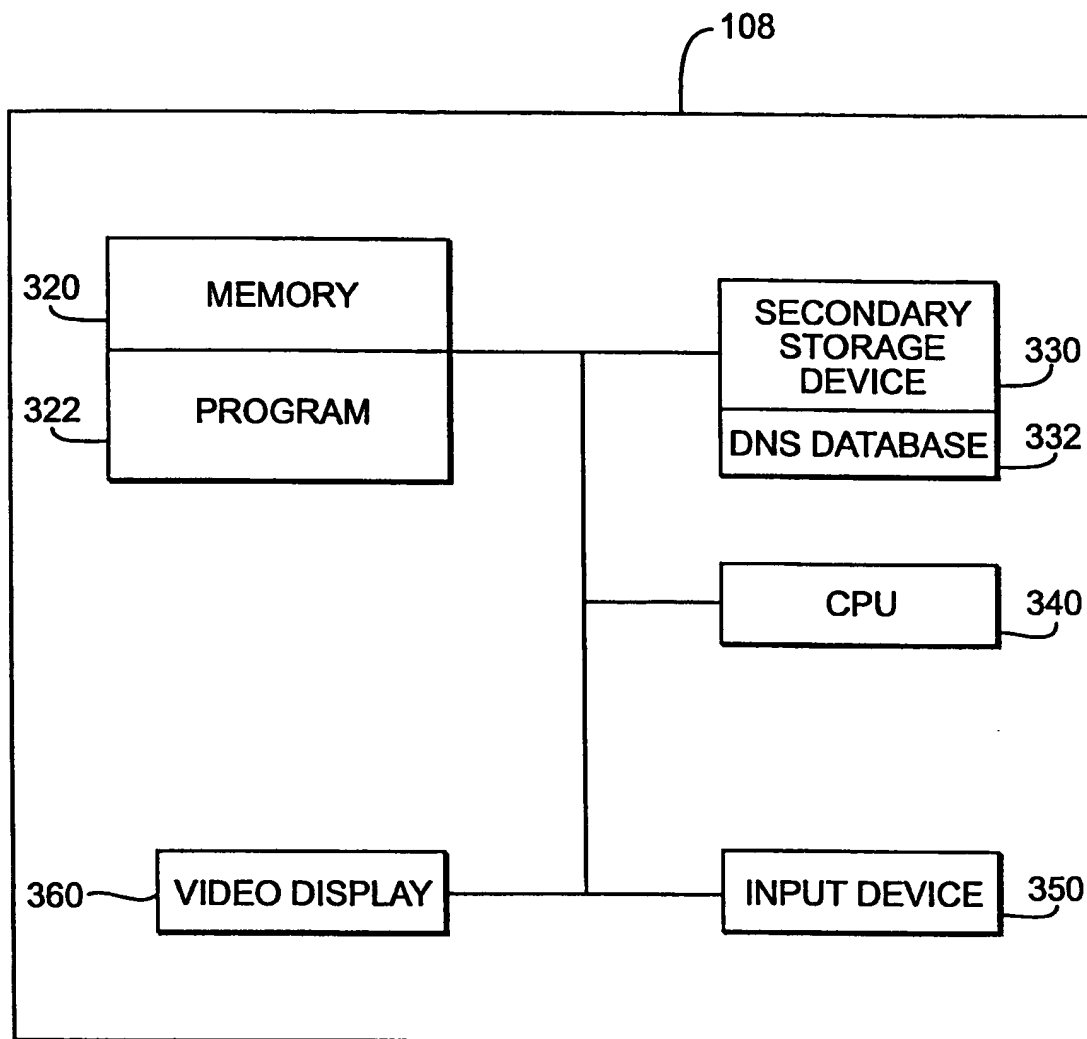 108
320
MEMORY
322
PROGRAM
SECONDARY
STORAGE
DEVICE
330
DNS DATABASE
332
CPU
340
360
VIDEO DISPLAY
INPUT DEVICE
350